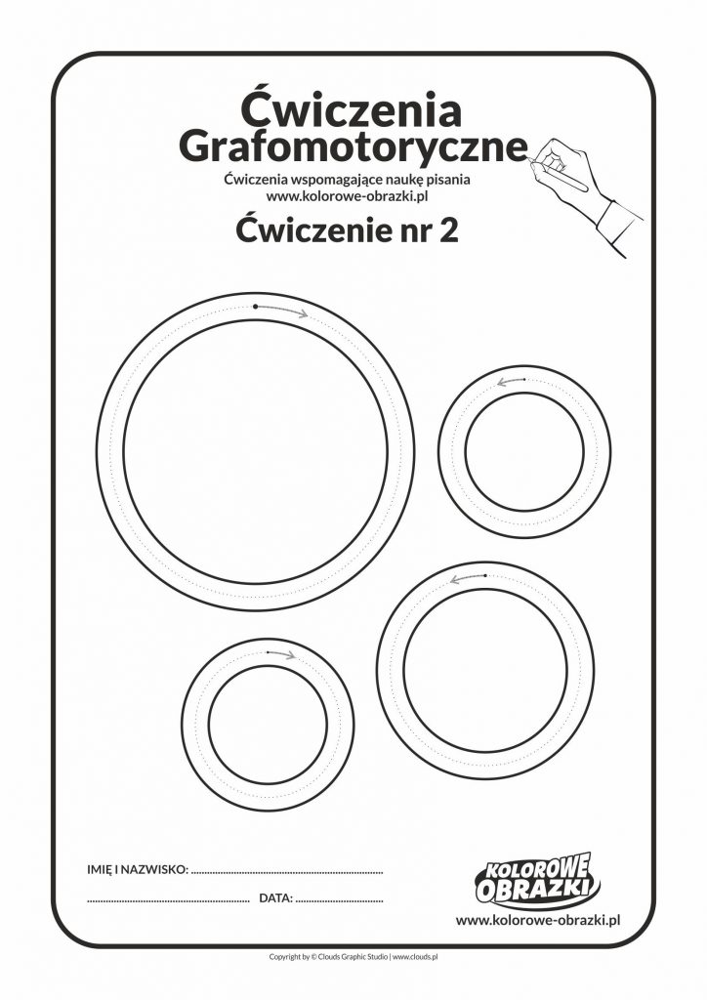 Ćwiczenia
Grafomotoryczne
Ćwiczenia wspomagające naukę pisania
www.kolorowe-obrazki.pl
Ćwiczenie nr 2
IMIĘ I NAZWISKO: ..............................................................
..................................................... DATA: ............................
KOLOROWE
OBRAZKI
www.kolorowe-obrazki.pl
Copyright by © Clouds Graphic Studio | www.clouds.pl